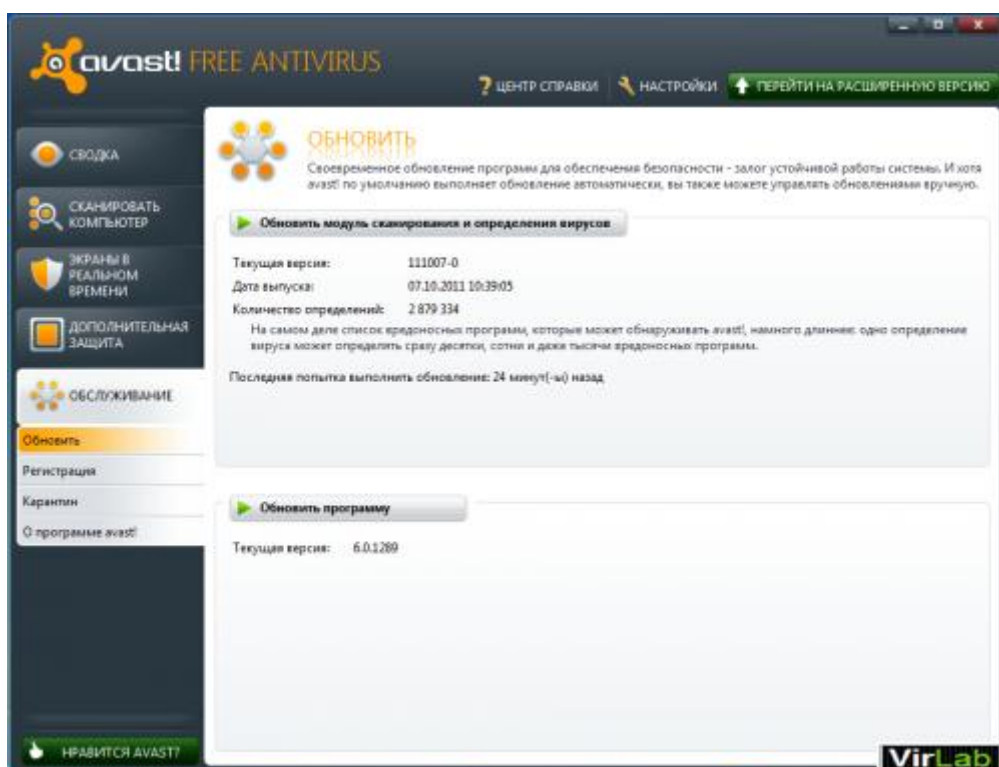 avast! FREE ANTIVIRUS
ЦЕНТР СПРАВКИ
НАСТРОЙКИ
ПЕРЕЙТИ НА РАСШИРЕННУЮ ВЕРСИЮ
СВОДКА
СКАНИРОВАТЬ
КОМПЬЮТЕР
ЭКРАНЫ В
РЕАЛЬНОМ
ВРЕМЕНИ
ДОПОЛНИТЕЛЬНАЯ
ЗАЩИТА
ОБСЛУЖИВАНИЕ
Обновить
Регистрация
Карантин
О программе avast!
НРАВИТСЯ AVAST?
ОБНОВИТЬ
Своевременное обновление программ для обеспечения безопасности - залог устойчивой работы системы. И хотя
avast! по умолчанию выполняет обновление автоматически, вы также можете управлять обновлениями вручную.
Обновить модуль сканирования и определения вирусов
Текущая версия: 111007-0
Дата выпуска: 07.10.2011 10:39:05
Количество определений: 2 879 334
На самом деле список вредоносных программ, которые может обнаруживать avast!, намного длиннее: одно определение
вируса может определять сразу десятки, сотни и даже тысячи вредоносных программ.
Последняя попытка выполнить обновление: 24 минут(-ы) назад
Обновить программу
Текущая версия: 6.0.1289
VirLab